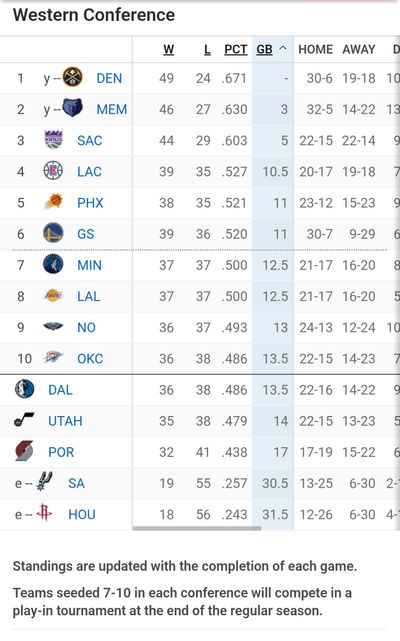 Western Conference
W L PCT GB HOME AWAY D
1 y -- DEN 49 24 .671 - 30-6 19-18 10
2 y -- MEM 46 27 .630 3 32-5 14-22 13
3 SAC 44 29 .603 5 22-15 22-14 9
4 LAC 39 35 .527 10.5 20-17 19-18 7
5 PHX 38 35 .521 11 23-12 15-23 9
6 GS 39 36 .520 11 30-7 9-29 6
7 MIN 37 37 .500 12.5 21-17 16-20 8
8 LAL 37 37 .500 12.5 21-17 16-20 5
9 NO 36 37 .493 13 24-13 12-24 10
10 OKC 36 38 .486 13.5 22-15 14-23 7
DAL 36 38 .486 13.5 22-16 14-22 9
UTAH 35 38 .479 14 22-15 13-23 5
POR 32 41 .438 17 17-19 15-22 6
e -- SA 19 55 .257 30.5 13-25 6-30 2-
e -- HOU 18 56 .243 31.5 12-26 6-30 4-
Standings are updated with the completion of each game.
Teams seeded 7-10 in each conference will compete in a
play-in tournament at the end of the regular season.